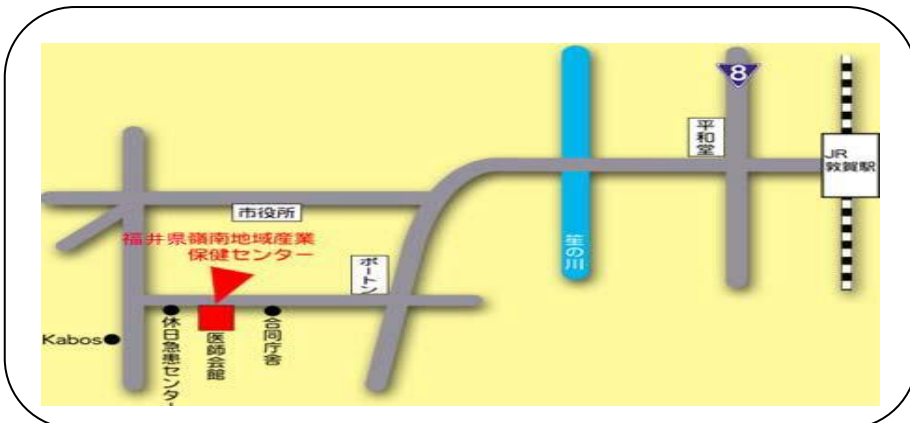 8
平和堂
JR
敦賀駅
市役所
福井県嶺南地域産業
保健センター
ポートン
笙の川
Kabos
休日急患センター
医師会館
合同庁舎